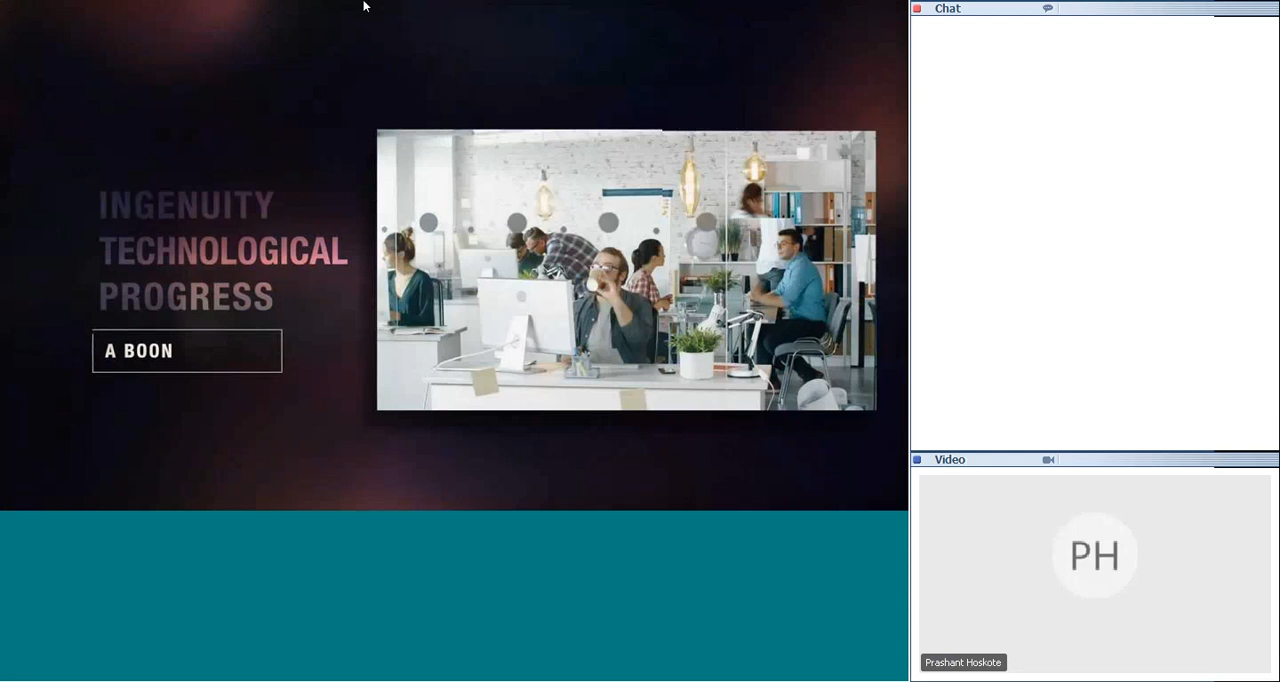 INGENUITY
TECHNOLOGICAL
PROGRESS
A BOON
Chat
Video
PH
Prashant Hoskote